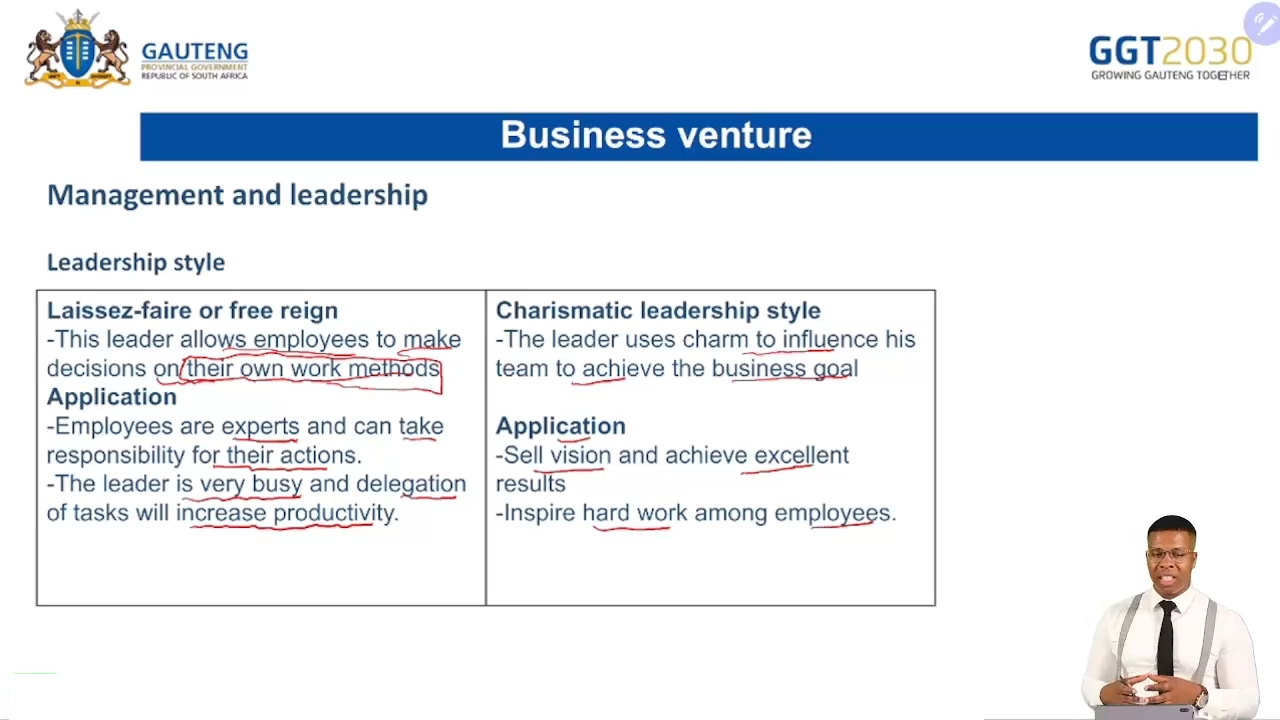 GAUTENG
PROVINCIAL GOVERNMENT
REPUBLIC OF SOUTH AFRICA
GGT2030
GROWING GAUTENG TOGETHER
Business venture
Management and leadership
Leadership style
Laissez-faire or free reign
-This leader allows employees to make
decisions on their own work methods
Application
-Employees are experts and can take
responsibility for their actions.
-The leader is very busy and delegation
of tasks will increase productivity.
Charismatic leadership style
-The leader uses charm to influence his
team to achieve the business goal
Application
-Sell vision and achieve excellent
results
-Inspire hard work among employees.